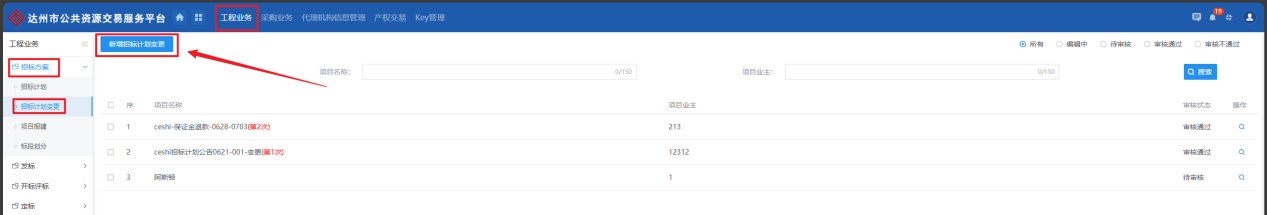 达州市公共资源交易服务平台 工程业务 采购业务 代理机构信息管理 产权交易 Key管理 19
工程业务 新增招标计划变更 所有 编辑中 待审核 审核通过 审核不通过
招标方案 项目名称: 0/150 项目业主: 0/150 搜索
招标计划
招标计划变更 序 项目名称 项目业主 审核状态 操作
项目报建 1 ceshi-保证金退款-0628-0703(第2次) 213 审核通过
标段划分 2 ceshi招标计划公告0621-001-变更(第1次) 12312 审核通过
发标
3 阿斯顿 1 待审核
开标评标
定标